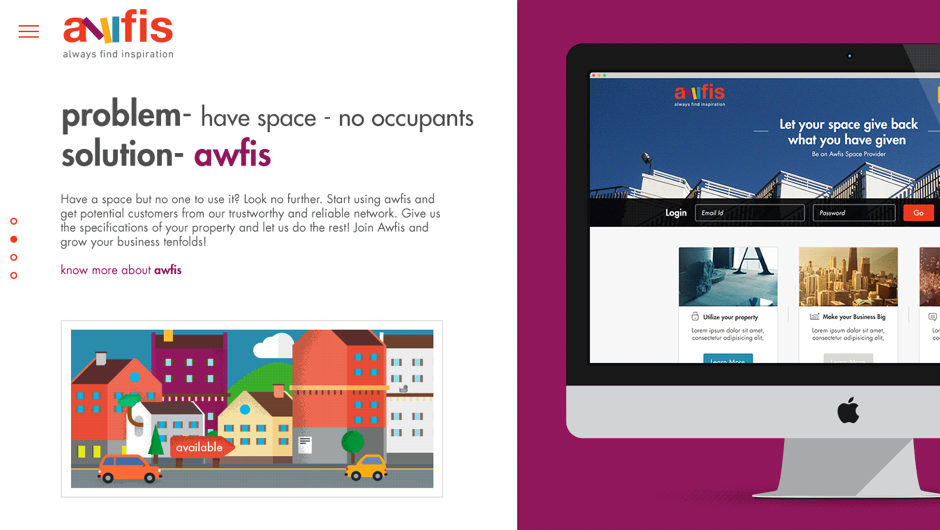 awfis
always find inspiration
problem- have space - no occupants
solution- awfis
Have a space but no one to use it? Look no further. Start using awfis and
get potential customers from our trustworthy and reliable network. Give us
the specifications of your property and let us do the rest! Join Awfis and
grow your business tenfolds!
know more about awfis
available
awfis
always find inspiration
Let your space give back
what you have given
Be an Awfis Space Provider
Login Email Id Password Go
Utilize your property
Lorem ipsum dolor sit amet,
consectetur adipisicing elit,
Learn More
Make your Business Big
Lorem ipsum dolor sit amet,
consectetur adipisicing elit,
Learn More